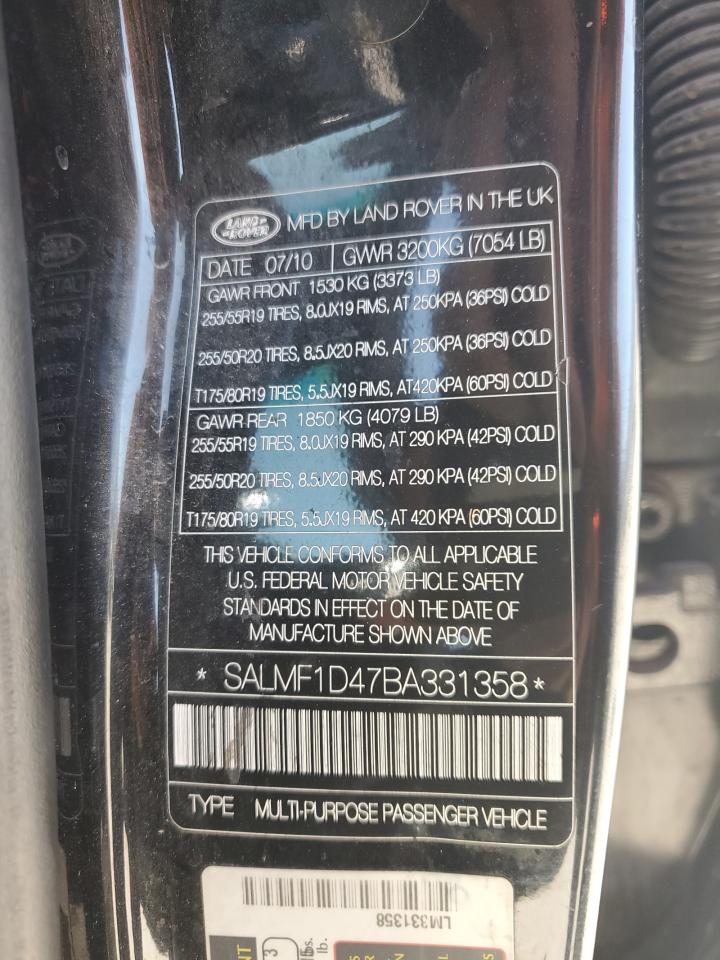 LAND ROVER MFD BY LAND ROVER IN THE UK
DATE 07/10 GWWR 3200KG (7054 LB)
GAWR FRONT 1530 KG (3373 LB)
255/55R19 TIRES, 8.0JX19 RIMS, AT 250KPA (36PSI) COLD
255/50R20 TIRES, 8.5JX20 RIMS, AT 250KPA (36PSI) COLD
T175/80R19 TIRES, 5.5JX19 RIMS, AT420KPA (60PSI) COLD
GAWR REAR 1850 KG (4079 LB)
255/55R19 TIRES, 8.0JX19 RIMS, AT 290 KPA (42PSI) COLD
255/50R20 TIRES, 8.5JX20 RIMS, AT 290 KPA (42PSI) COLD
T175/80R19 TIRES, 5.5JX19 RIMS, AT 420 KPA (60PSI) COLD
THIS VEHICLE CONFORMS TO ALL APPLICABLE
U.S. FEDERAL MOTOR VEHICLE SAFETY
STANDARDS IN EFFECT ON THE DATE OF
MANUFACTURE SHOWN ABOVE
* SALMF1D47BA331358 *
TYPE MULTI-PURPOSE PASSENGER VEHICLE
LM331358
lb.